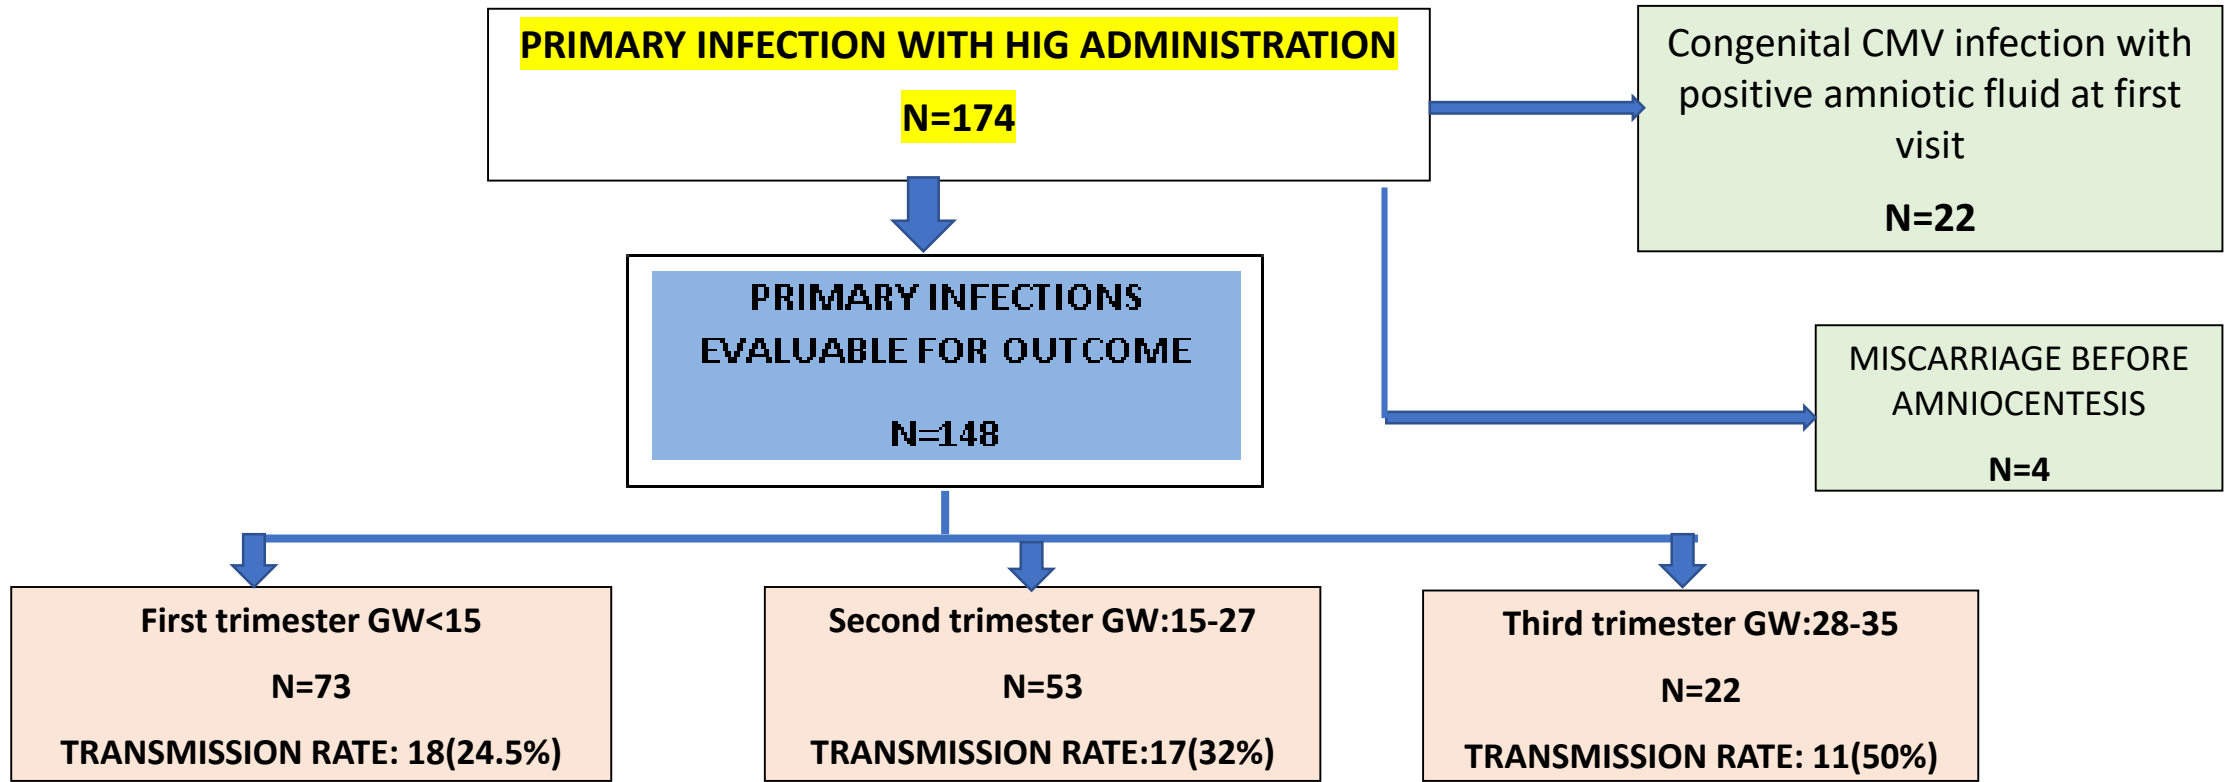 PRIMARY INFECTION WITH HIG ADMINISTRATION
N=174
Congenital CMV infection with
positive amniotic fluid at first
visit
N=22
PRIMARY INFECTIONS
EVALUABLE FOR OUTCOME
N=148
MISCARRIAGE BEFORE
AMNIOCENTESIS
N=4
First trimester GW<15
N=73
TRANSMISSION RATE: 18(24.5%)
Second trimester GW:15-27
N=53
TRANSMISSION RATE:17(32%)
Third trimester GW:28-35
N=22
TRANSMISSION RATE: 11(50%)